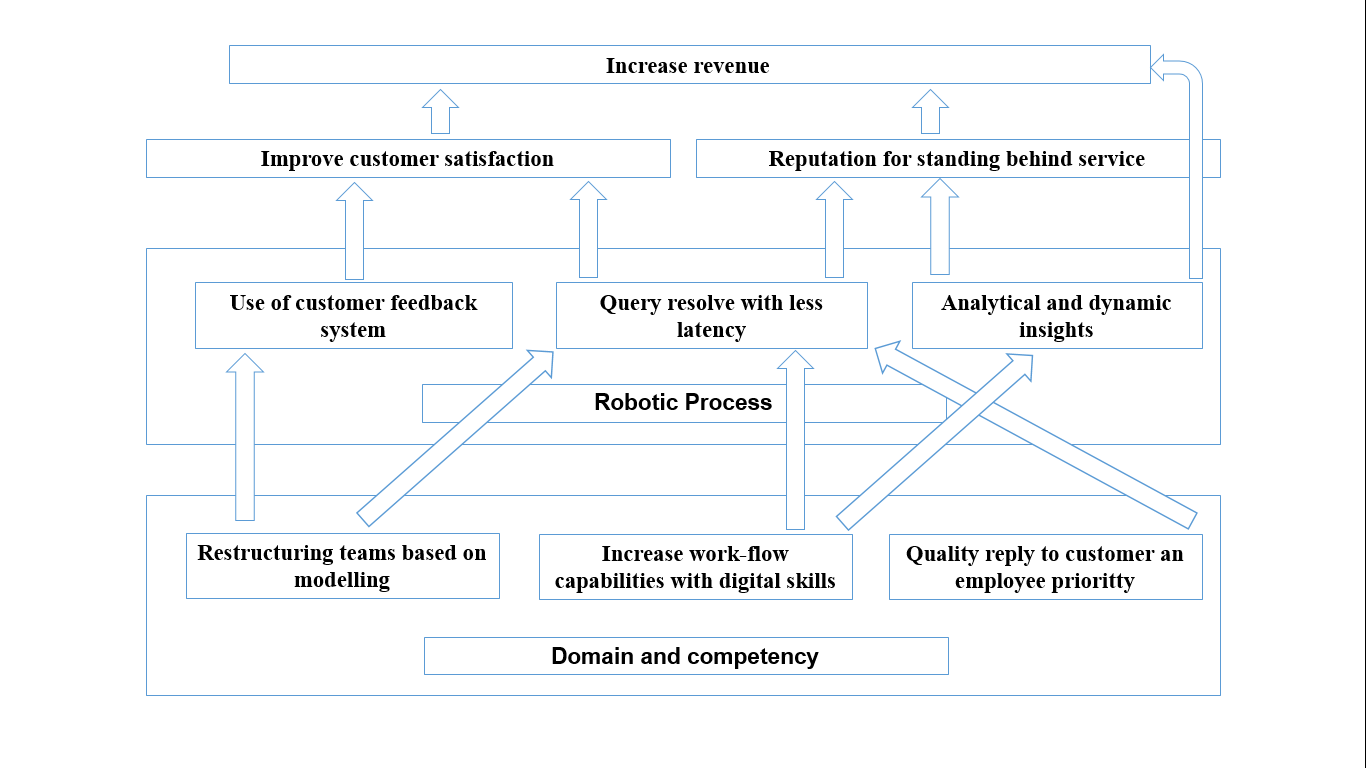 Increase revenue
Improve customer satisfaction
Reputation for standing behind service
Use of customer feedback
system
Query resolve with less
latency
Analytical and dynamic
insights
Robotic Process
Restructuring teams based on
modelling
Increase work-flow
capabilities with digital skills
Quality reply to customer an
employee prioritty
Domain and competency